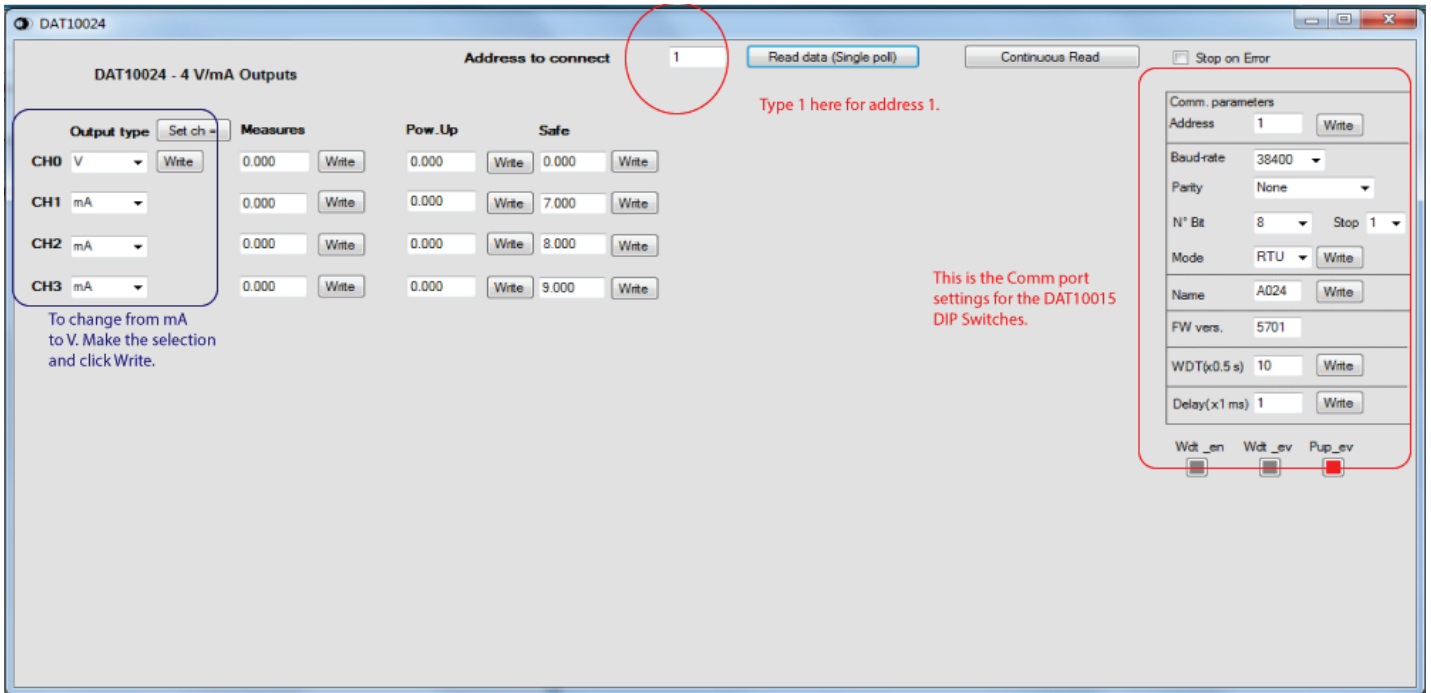 DAT10024
Address to connect 1 Read data (Single poll) Continuous Read Stop on Error
DAT10024 - 4 V/mA Outputs
Type 1 here for address 1.
Output type Set ch = Measures Pow.Up Safe
CH0 V Write 0.000 Write 0.000 Write 0.000 Write
CH1 mA 0.000 Write 0.000 Write 7.000 Write
CH2 mA 0.000 Write 0.000 Write 8.000 Write
CH3 mA 0.000 Write 0.000 Write 9.000 Write
To change from mA
to V. Make the selection
and click Write.
This is the Comm port
settings for the DAT10015
DIP Switches.
Comm. parameters
Address 1 Write
Baud-rate 38400
Parity None
N° Bit 8 Stop 1
Mode RTU Write
Name A024 Write
FW vers. 5701
WDT(x0.5 s) 10 Write
Delay(x1 ms) 1 Write
Wdt _en Wdt _ev Pup_ev